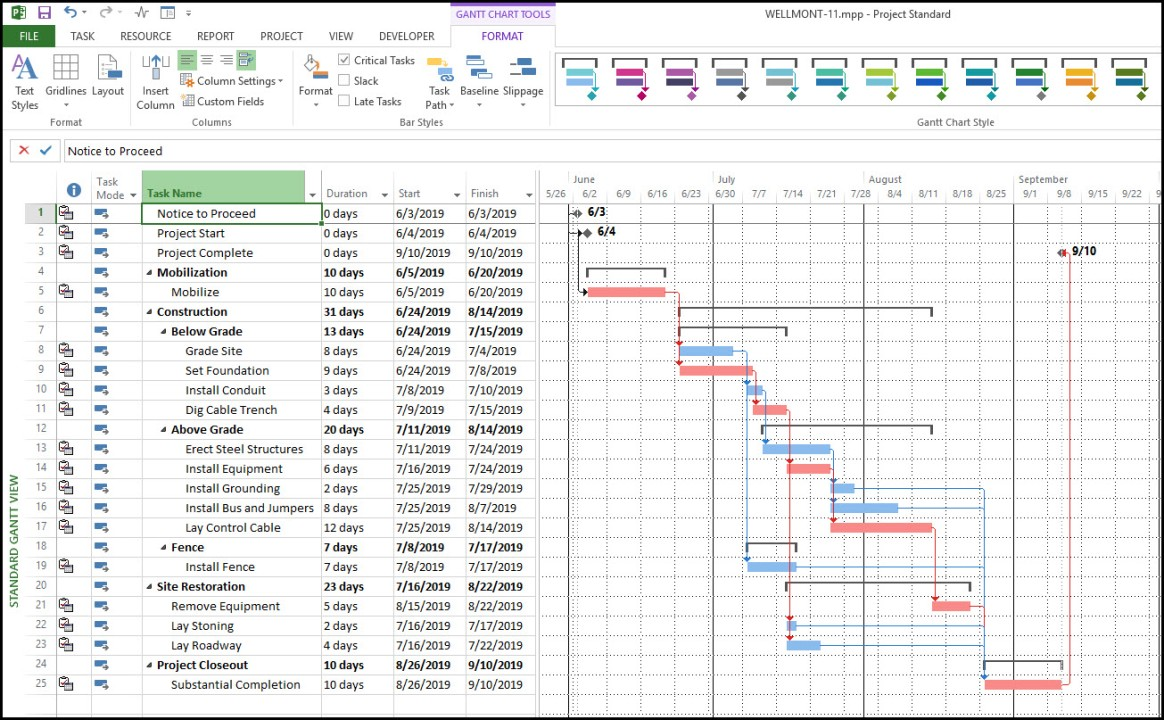 GANTT CHART TOOLS WELLMONT-11.mpp - Project Standard
FILE TASK RESOURCE REPORT PROJECT VIEW DEVELOPER FORMAT
Text Styles Gridlines Layout Insert Column Column Settings Custom Fields Format Critical Tasks Slack Late Tasks Task Path Baseline Slippage
Format Columns Bar Styles Gantt Chart Style
Notice to Proceed
Task Mode Task Name Duration Start Finish
June July August September
5/26 6/2 6/9 6/16 6/23 6/30 7/7 7/14 7/21 7/28 8/4 8/11 8/18 8/25 9/1 9/8 9/15 9/22 9
1 Notice to Proceed 0 days 6/3/2019 6/3/2019 6/3
2 Project Start 0 days 6/4/2019 6/4/2019 6/4
3 Project Complete 0 days 9/10/2019 9/10/2019 9/10
4 Mobilization 10 days 6/5/2019 6/20/2019
5 Mobilize 10 days 6/5/2019 6/20/2019
6 Construction 31 days 6/24/2019 8/14/2019
7 Below Grade 13 days 6/24/2019 7/15/2019
8 Grade Site 8 days 6/24/2019 7/4/2019
9 Set Foundation 9 days 6/24/2019 7/8/2019
10 Install Conduit 3 days 7/8/2019 7/10/2019
11 Dig Cable Trench 4 days 7/9/2019 7/15/2019
12 Above Grade 20 days 7/11/2019 8/14/2019
13 Erect Steel Structures 8 days 7/11/2019 7/24/2019
14 Install Equipment 6 days 7/16/2019 7/24/2019
15 Install Grounding 2 days 7/25/2019 7/29/2019
16 Install Bus and Jumpers 8 days 7/25/2019 8/7/2019
17 Lay Control Cable 12 days 7/25/2019 8/14/2019
18 Fence 7 days 7/8/2019 7/17/2019
19 Install Fence 7 days 7/8/2019 7/17/2019
20 Site Restoration 23 days 7/16/2019 8/22/2019
21 Remove Equipment 5 days 8/15/2019 8/22/2019
22 Lay Stoning 2 days 7/16/2019 7/17/2019
23 Lay Roadway 4 days 7/16/2019 7/22/2019
24 Project Closeout 10 days 8/26/2019 9/10/2019
25 Substantial Completion 10 days 8/26/2019 9/10/2019
STANDARD GANTT VIEW